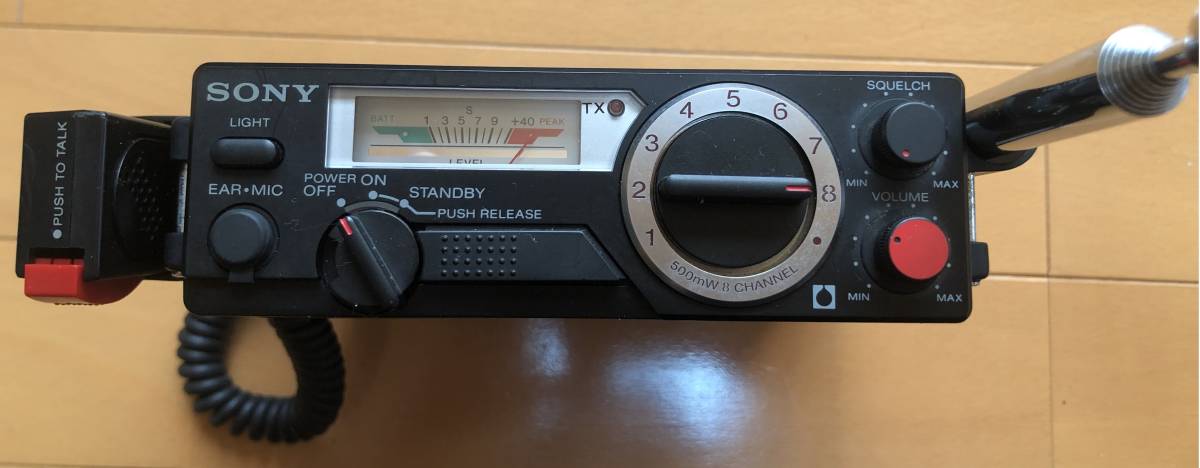 SONY
LIGHT
EAR•MIC
● PUSH TO TALK
S
BATT 1 3 5 7 9 +40 PEAK
LEVEL
TX
POWER ON
OFF
STANDBY
PUSH RELEASE
1 2 3 4 5 6 7 8
500mW 8 CHANNEL
SQUELCH
MIN MAX
VOLUME
MIN MAX